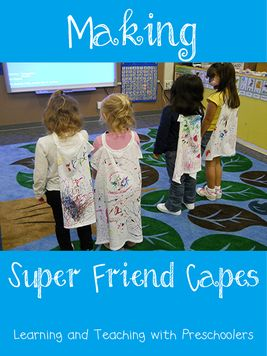 Making
Super Friend Capes
Learning and Teaching with Preschoolers